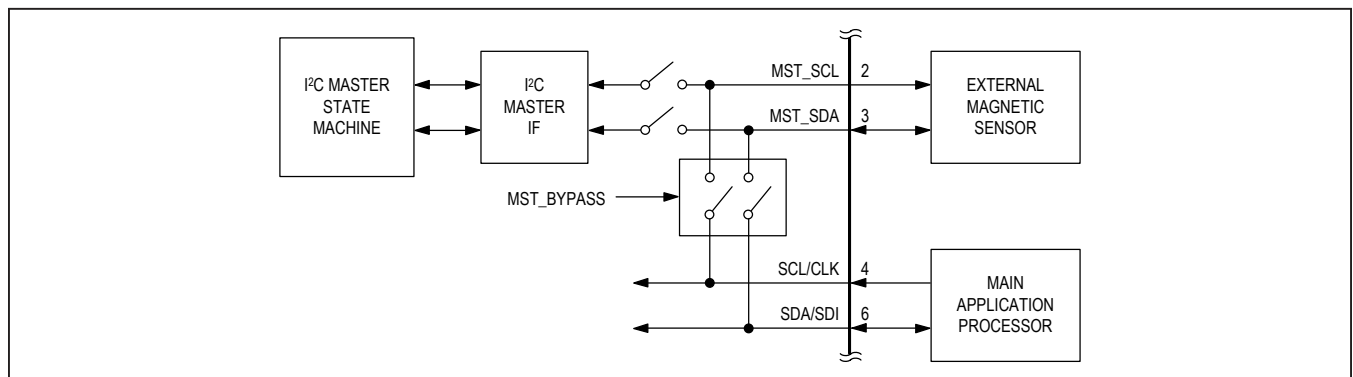 I²C MASTER
STATE
MACHINE
I²C
MASTER
IF
MST_SCL 2
MST_SDA 3
EXTERNAL
MAGNETIC
SENSOR
MST_BYPASS
SCL/CLK 4
SDA/SDI 6
MAIN
APPLICATION
PROCESSOR